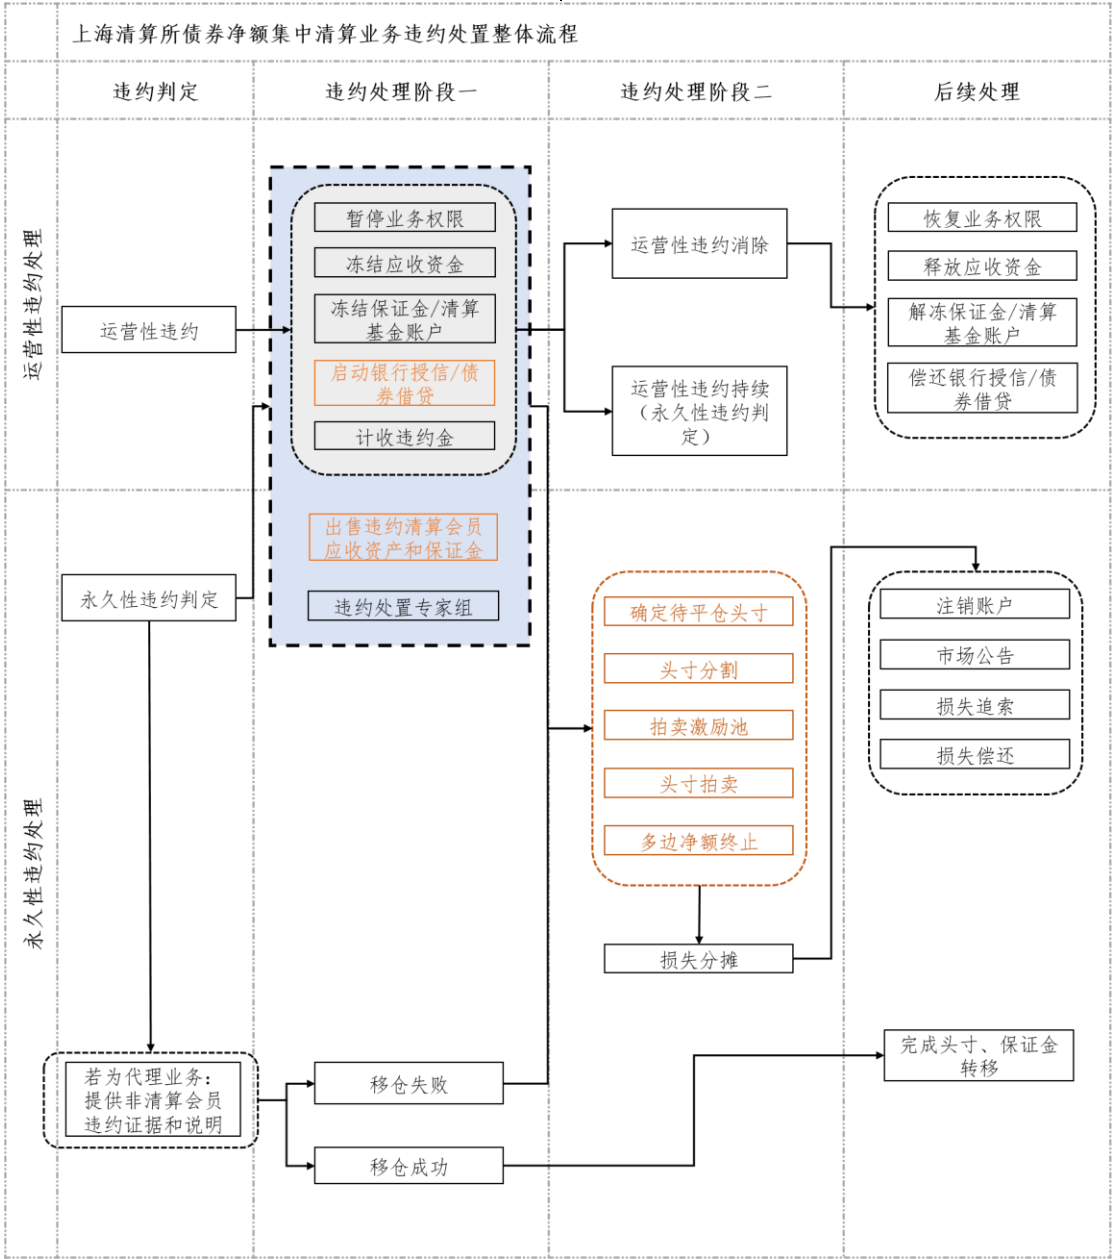 上海清算所债券净额集中清算业务违约处置整体流程
违约判定
违约处理阶段一
违约处理阶段二
后续处理
运营性违约处理
运营性违约
暂停业务权限
冻结应收资金
冻结保证金/清算
基金账户
启动银行授信/债
券借贷
计收违约金
出售违约清算会员
应收资产和保证金
违约处置专家组
运营性违约消除
运营性违约持续
（永久性违约判
定）
恢复业务权限
释放应收资金
解冻保证金/清算
基金账户
偿还银行授信/债
券借贷
永久性违约处理
永久性违约判定
确定待平仓头寸
头寸分割
拍卖激励池
头寸拍卖
多边净额终止
损失分摊
注销账户
市场公告
损失追索
损失偿还
若为代理业务：
提供非清算会员
违约证据和说明
移仓失败
移仓成功
完成头寸、保证金
转移